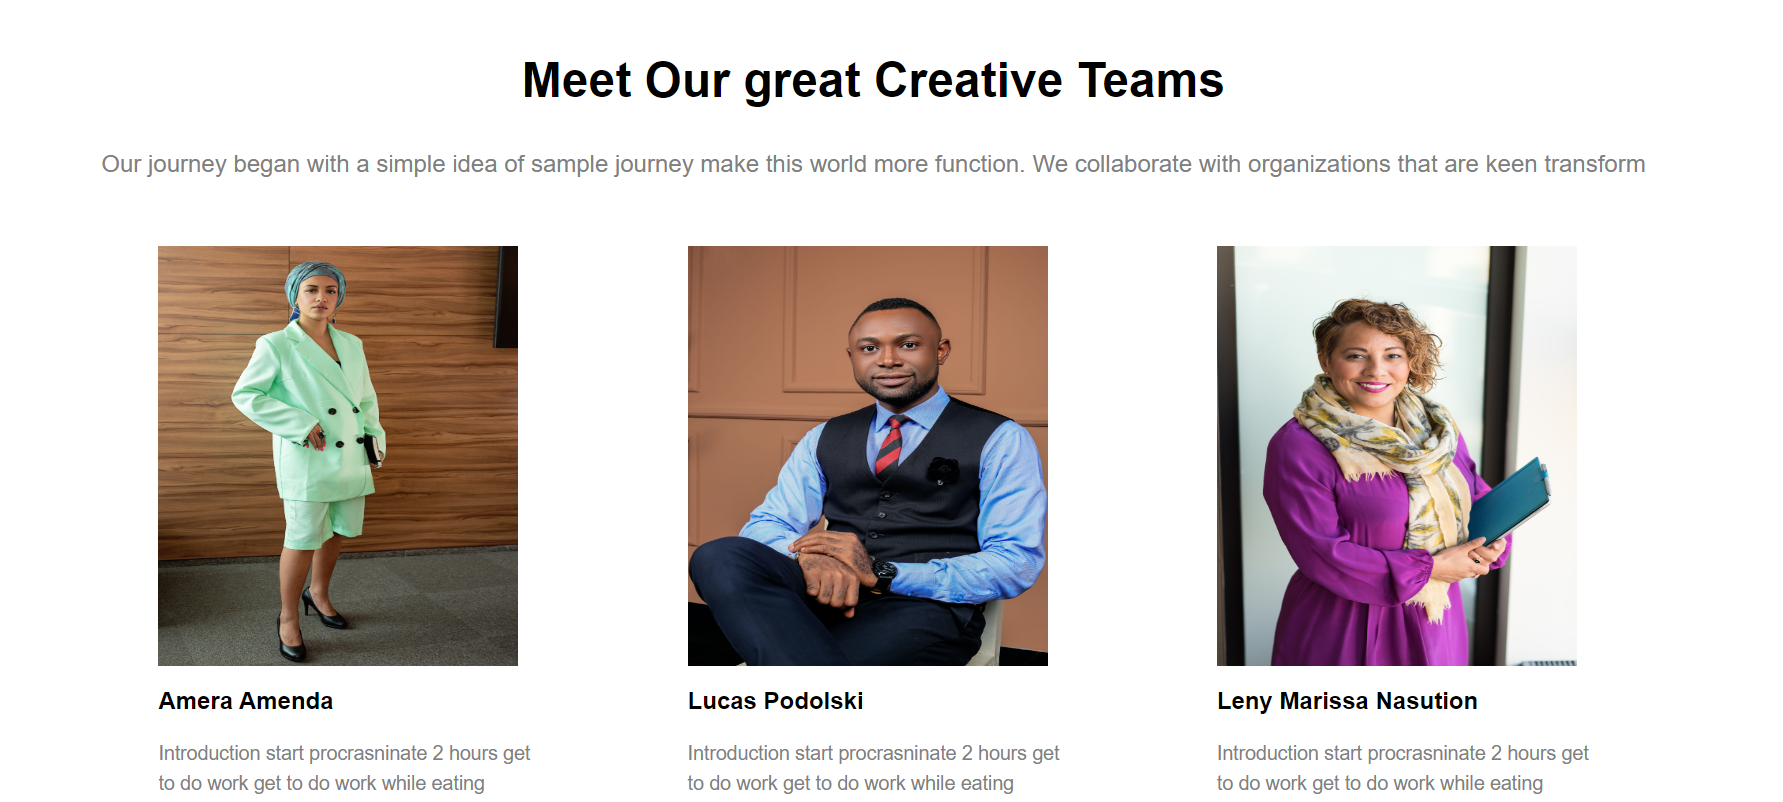 Meet Our great Creative Teams
Our journey began with a simple idea of sample journey make this world more function. We collaborate with organizations that are keen transform
Amera Amenda
Introduction start procrasninate 2 hours get
to do work get to do work while eating
Lucas Podolski
Introduction start procrasninate 2 hours get
to do work get to do work while eating
Leny Marissa Nasution
Introduction start procrasninate 2 hours get
to do work get to do work while eating